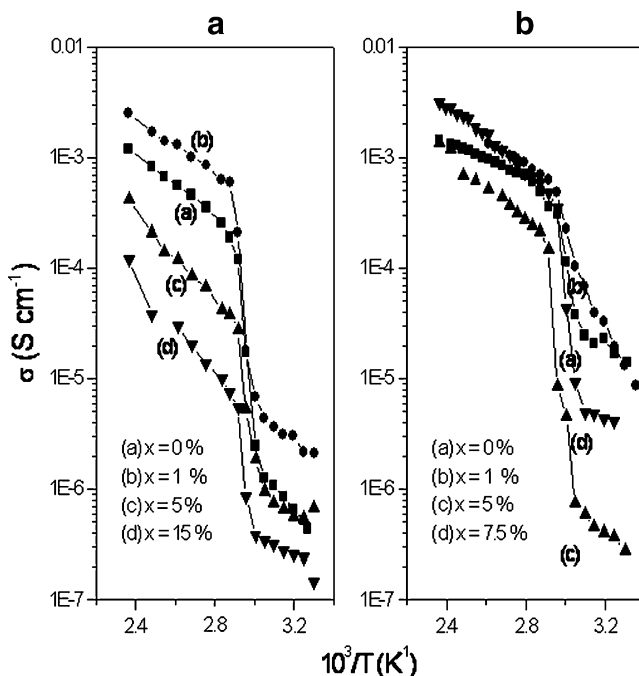 a
b
0.01
0.01
1E-3
1E-3
1E-4
1E-4
1E-5
1E-5
1E-6
1E-6
1E-7
1E-7
σ (S cm⁻¹)
(b)
(a)
(c)
(d)
(a)x=0%
(b)x=1 %
(c)x=5%
(d)x=15%
(b)
(a)
(d)
(c)
(a)x=0%
(b)x=1 %
(c)x=5%
(d)x=7.5%
2.4 2.8 3.2
2.4 2.8 3.2
10³/T(K¹)